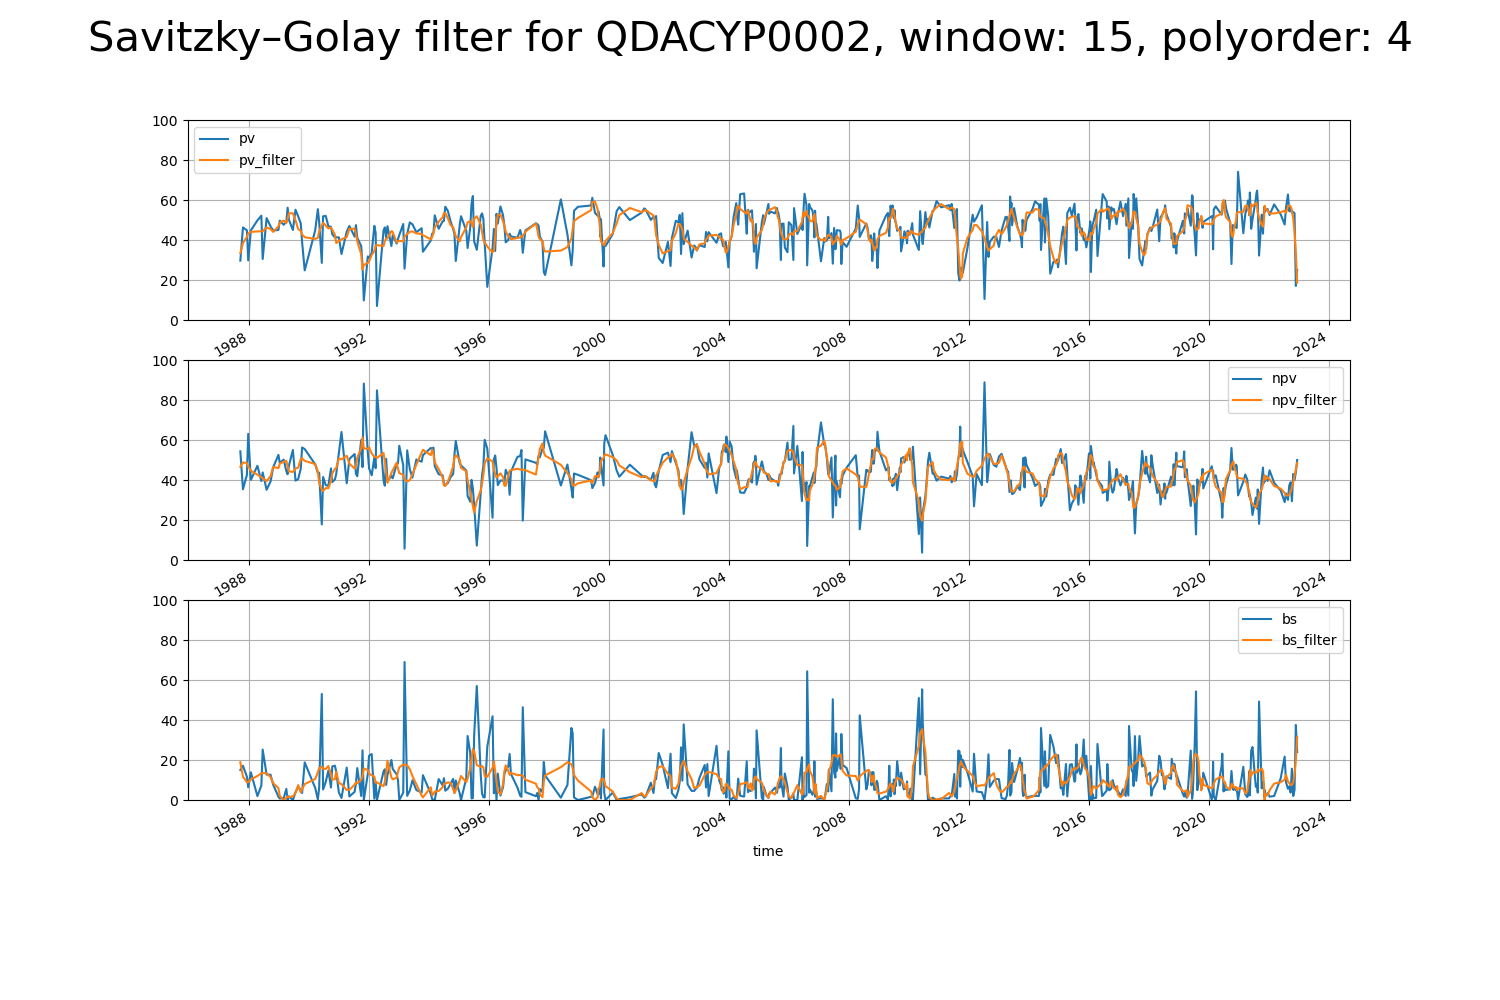 Savitzky–Golay filter for QDACYP0002, window: 15, polyorder: 4
100
80
60
40
20
0
pv
pv_filter
1988 1992 1996 2000 2004 2008 2012 2016 2020 2024
100
80
60
40
20
0
npv
npv_filter
1988 1992 1996 2000 2004 2008 2012 2016 2020 2024
100
80
60
40
20
0
bs
bs_filter
1988 1992 1996 2000 2004 2008 2012 2016 2020 2024
time